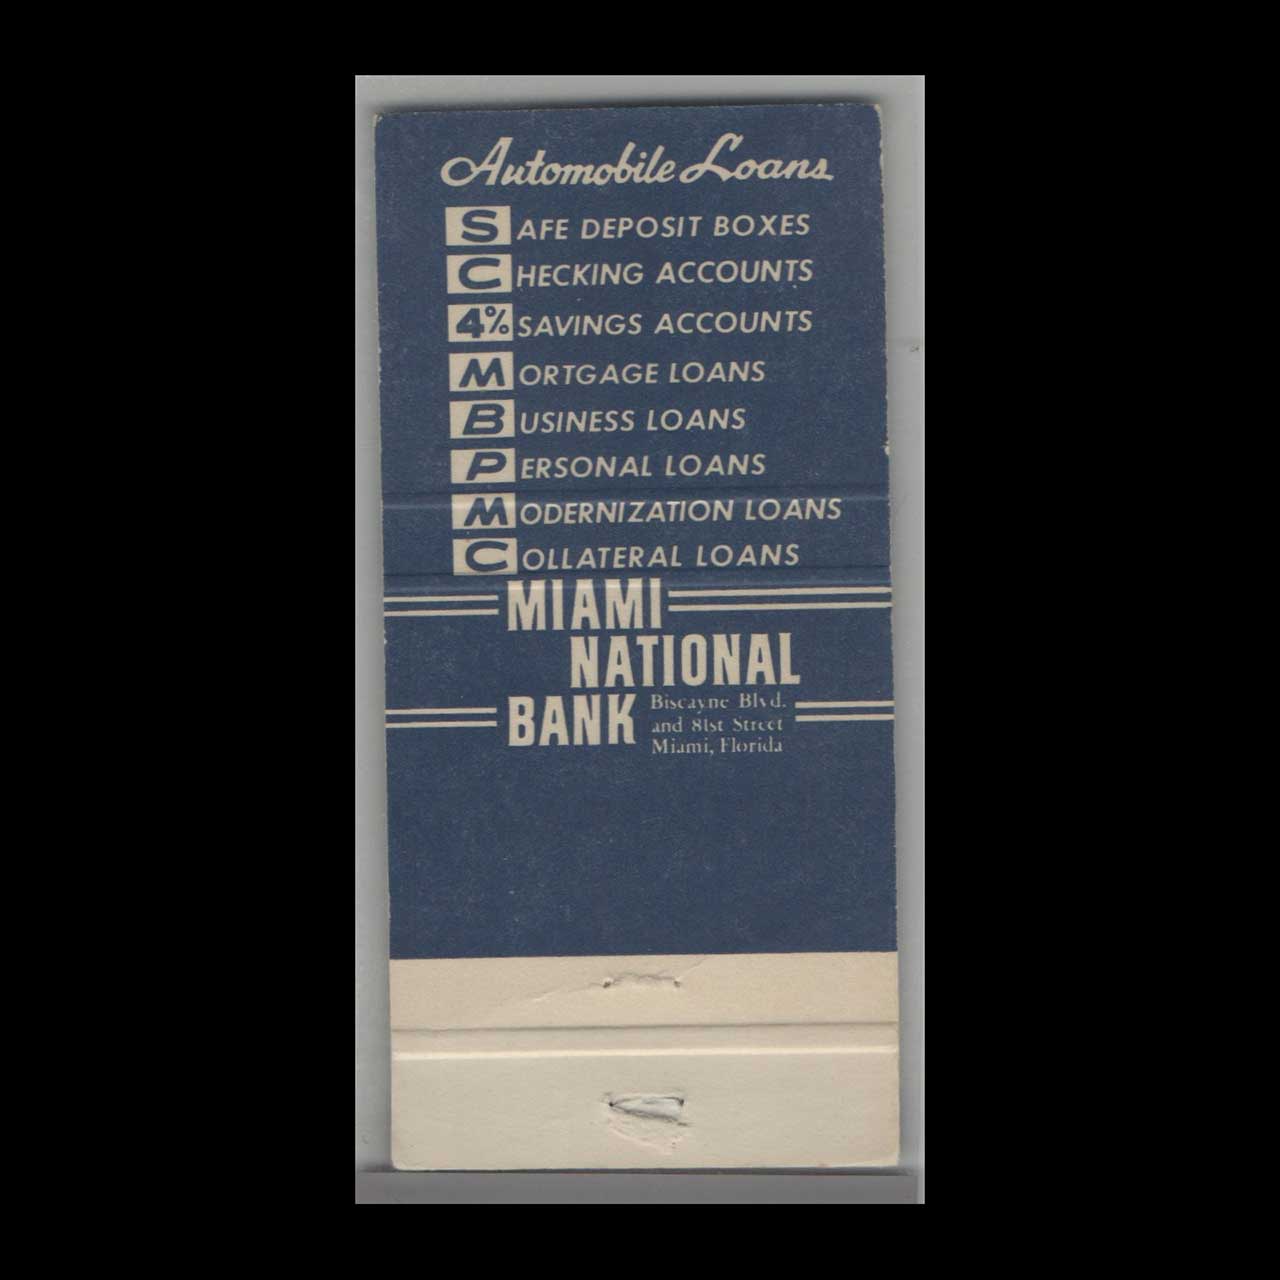 Automobile Loans
SAFE DEPOSIT BOXES
CHECKING ACCOUNTS
4% SAVINGS ACCOUNTS
MORTGAGE LOANS
BUSINESS LOANS
PERSONAL LOANS
MODERNIZATION LOANS
COLLATERAL LOANS
MIAMI
NATIONAL
BANK
Biscayne Blvd.
and 81st Street
Miami, Florida